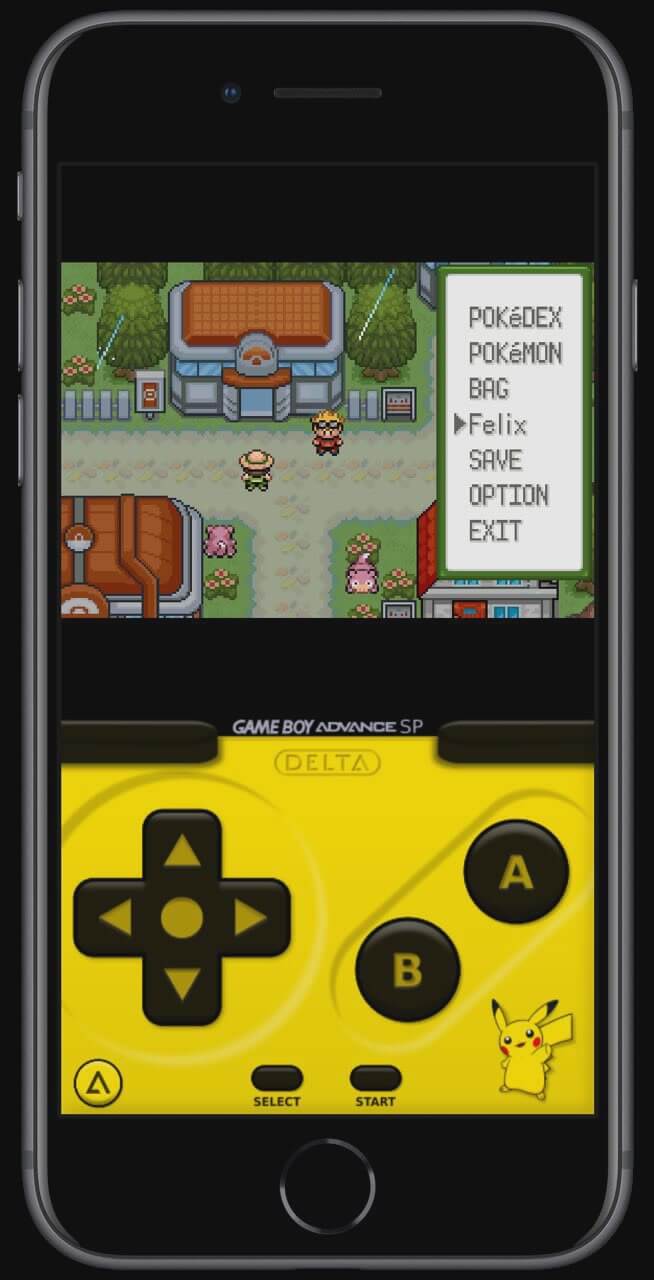 POKéDEX
POKéMON
BAG
Felix
SAVE
OPTION
EXIT
GAME BOY ADVANCE SP
DELTA
A
B
SELECT
START